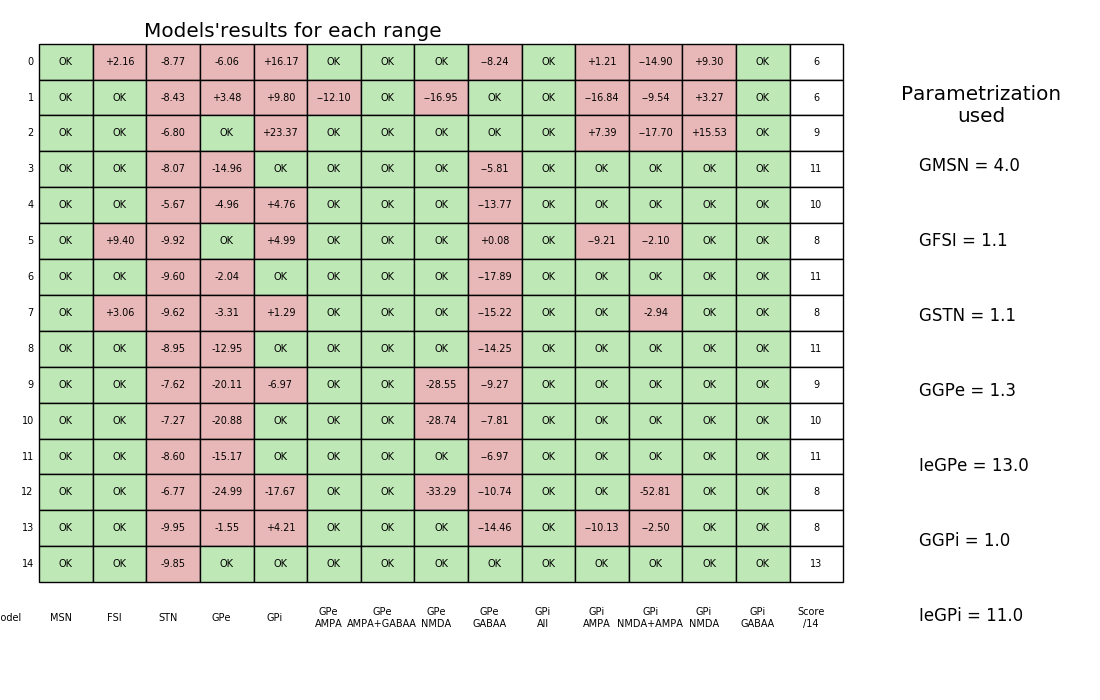 Models'results for each range
0 OK +2.16 -8.77 -6.06 +16.17 OK OK OK −8.24 OK +1.21 −14.90 +9.30 OK 6
1 OK OK -8.43 +3.48 +9.80 −12.10 OK −16.95 OK OK −16.84 −9.54 +3.27 OK 6
2 OK OK -6.80 OK +23.37 OK OK OK OK OK +7.39 −17.70 +15.53 OK 9
3 OK OK -8.07 -14.96 OK OK OK OK −5.81 OK OK OK OK OK 11
4 OK OK -5.67 -4.96 +4.76 OK OK OK −13.77 OK OK OK OK OK 10
5 OK +9.40 -9.92 OK +4.99 OK OK OK +0.08 OK −9.21 −2.10 OK OK 8
6 OK OK -9.60 -2.04 OK OK OK OK −17.89 OK OK OK OK OK 11
7 OK +3.06 -9.62 -3.31 +1.29 OK OK OK −15.22 OK OK -2.94 OK OK 8
8 OK OK -8.95 -12.95 OK OK OK OK −14.25 OK OK OK OK OK 11
9 OK OK -7.62 -20.11 -6.97 OK OK -28.55 −9.27 OK OK OK OK OK 9
10 OK OK -7.27 -20.88 OK OK OK -28.74 −7.81 OK OK OK OK OK 10
11 OK OK -8.60 -15.17 OK OK OK OK −6.97 OK OK OK OK OK 11
12 OK OK -6.77 -24.99 -17.67 OK OK -33.29 −10.74 OK OK -52.81 OK OK 8
13 OK OK -9.95 -1.55 +4.21 OK OK OK −14.46 OK −10.13 −2.50 OK OK 8
14 OK OK -9.85 OK OK OK OK OK OK OK OK OK OK OK 13
odel MSN FSI STN GPe GPi GPe AMPA GPe AMPA+GABAA GPe NMDA GPe GABAA GPi All GPi AMPA GPi NMDA+AMPA GPi NMDA GPi GABAA Score /14
Parametrization
used
GMSN = 4.0
GFSI = 1.1
GSTN = 1.1
GGPe = 1.3
IeGPe = 13.0
GGPi = 1.0
IeGPi = 11.0